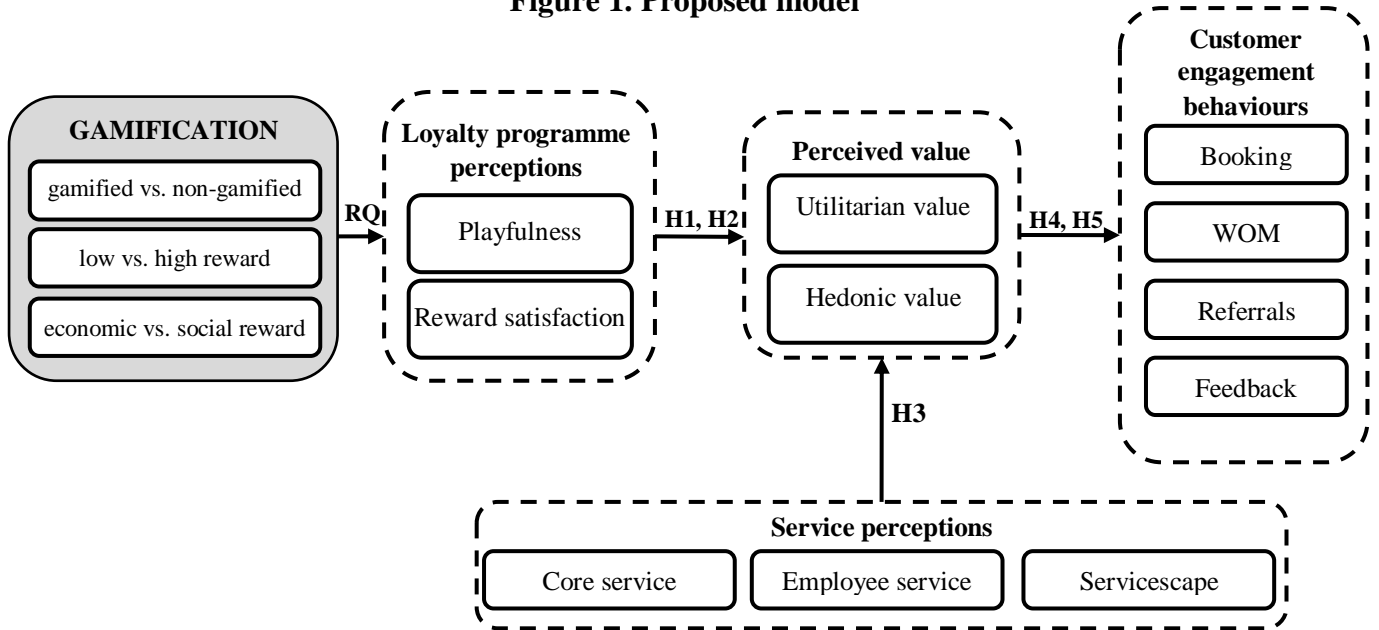 Figure 1. Proposed model
GAMIFICATION
gamified vs. non-gamified
low vs. high reward
economic vs. social reward
RQ
Loyalty programme
perceptions
Playfulness
Reward satisfaction
H1, H2
Perceived value
Utilitarian value
Hedonic value
H4, H5
Customer
engagement
behaviours
Booking
WOM
Referrals
Feedback
H3
Service perceptions
Core service
Employee service
Servicescape